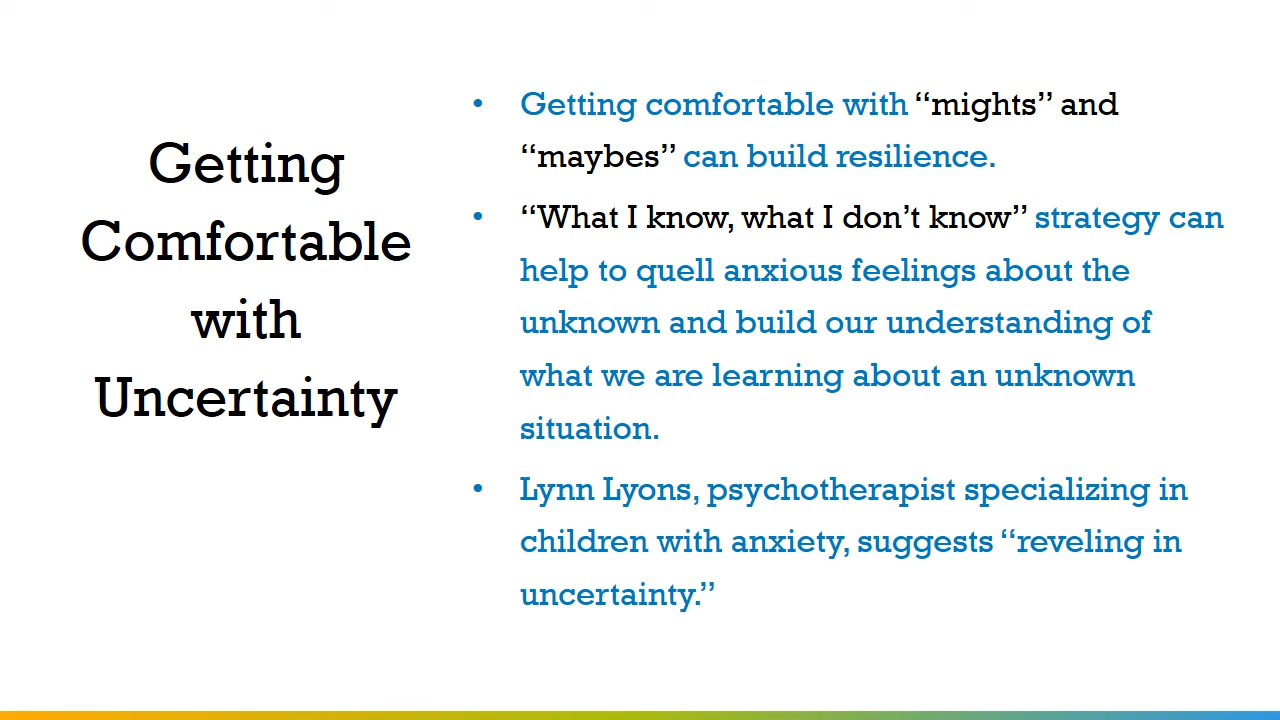 Getting
Comfortable
with
Uncertainty
• Getting comfortable with “mights” and
“maybes” can build resilience.
• “What I know, what I don’t know” strategy can
help to quell anxious feelings about the
unknown and build our understanding of
what we are learning about an unknown
situation.
• Lynn Lyons, psychotherapist specializing in
children with anxiety, suggests “reveling in
uncertainty.”